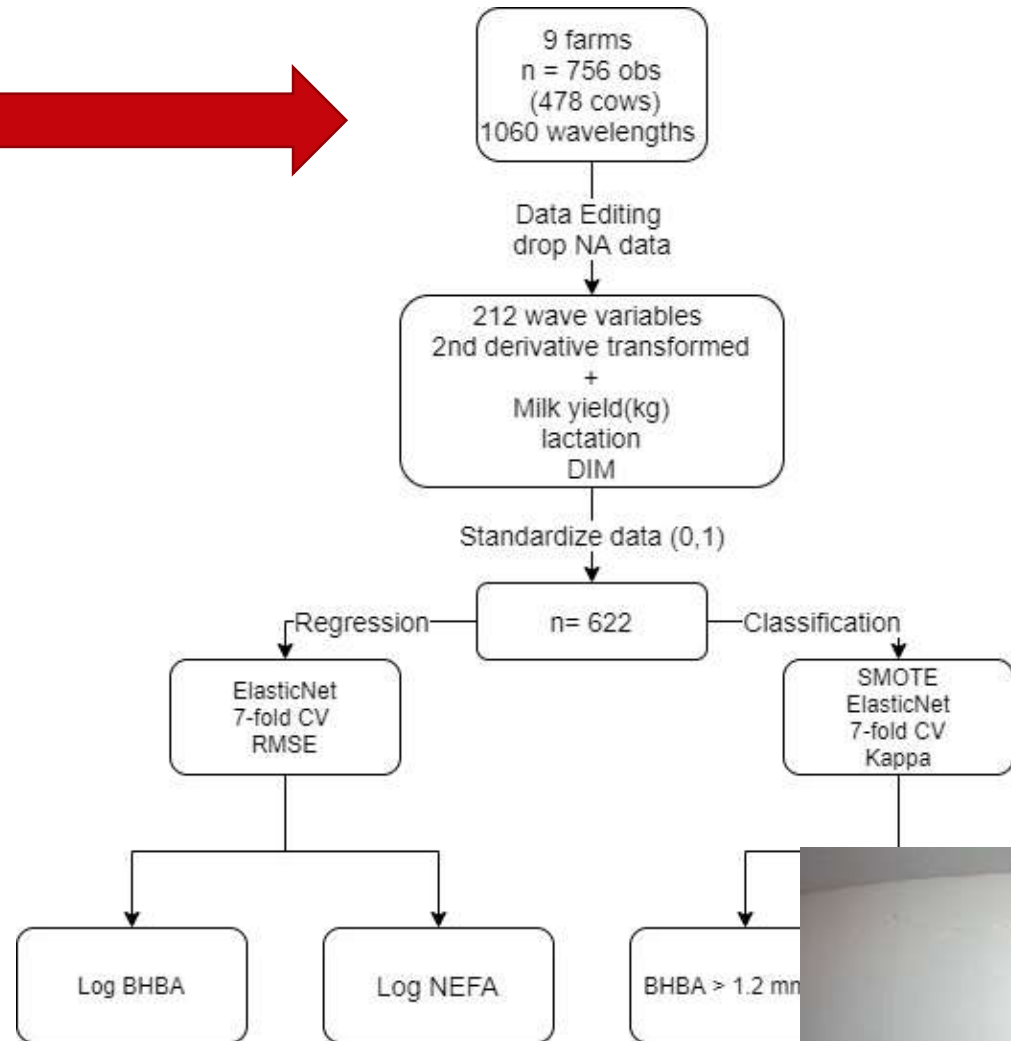 9 farms
n = 756 obs
(478 cows)
1060 wavelengths
Data Editing
drop NA data
212 wave variables
2nd derivative transformed
+
Milk yield(kg)
lactation
DIM
Standardize data (0,1)
n= 622
Regression
Classification
ElasticNet
7-fold CV
RMSE
SMOTE
ElasticNet
7-fold CV
Kappa
Log BHBA
Log NEFA
BHBA > 1.2